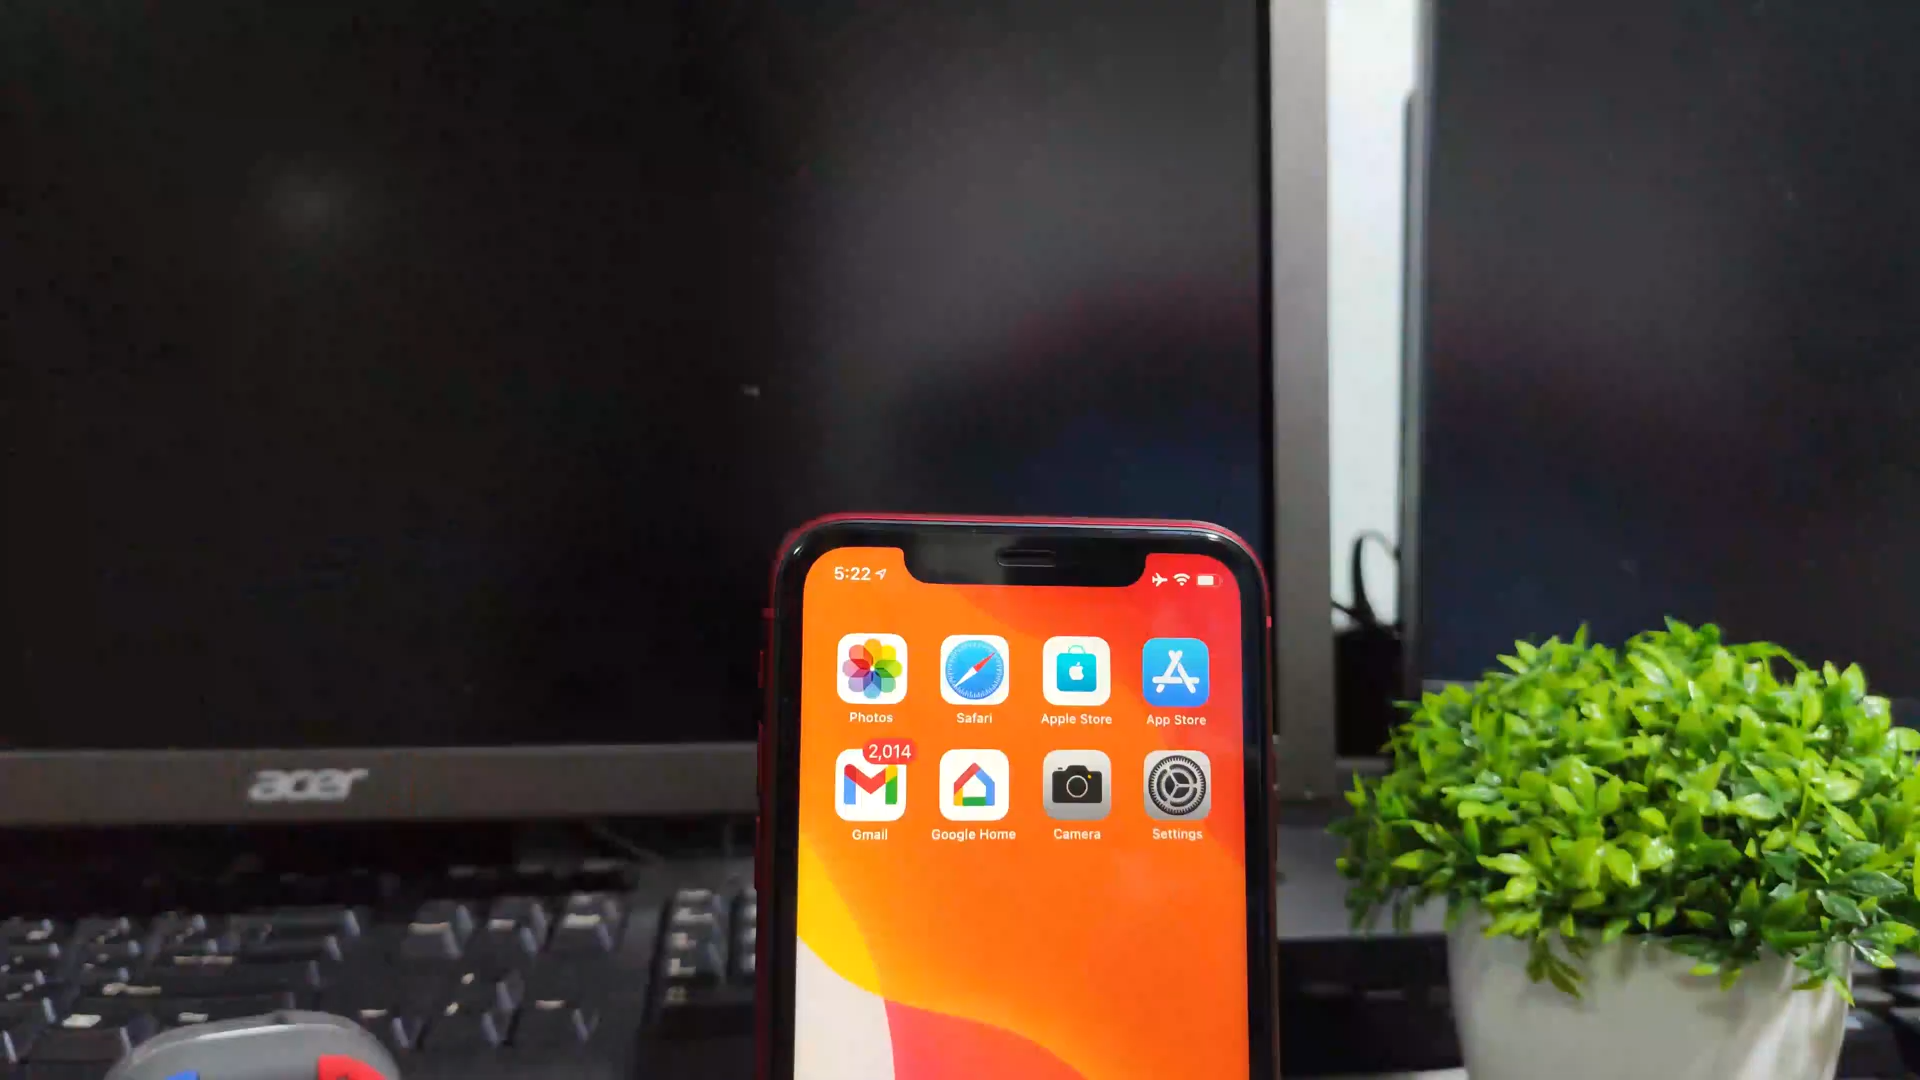 5:22
Photos Safari Apple Store App Store
2,014
Gmail Google Home Camera Settings
acer